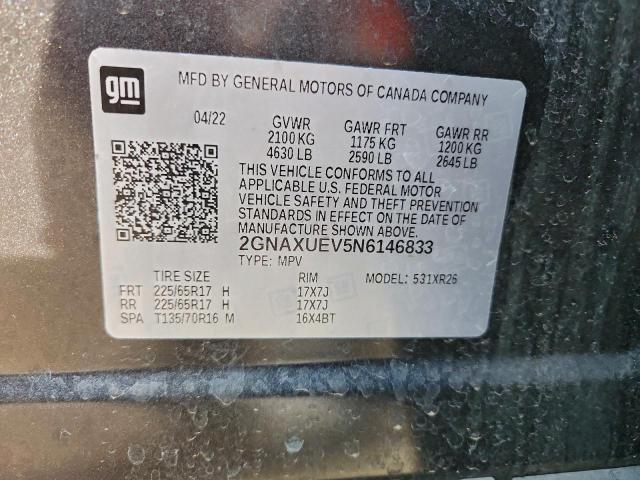 gm
MFD BY GENERAL MOTORS OF CANADA COMPANY
04/22 GVWR GAWR FRT GAWR RR
2100 KG 1175 KG 1200 KG
4630 LB 2590 LB 2645 LB
THIS VEHICLE CONFORMS TO ALL
APPLICABLE U.S. FEDERAL MOTOR
VEHICLE SAFETY AND THEFT PREVENTION
STANDARDS IN EFFECT ON THE DATE OF
MANUFACTURE SHOWN ABOVE.
2GNAXUEV5N6146833
TYPE: MPV MODEL: 531XR26
TIRE SIZE RIM
FRT 225/65R17 H 17X7J
RR 225/65R17 H 17X7J
SPA T135/70R16 M 16X4BT